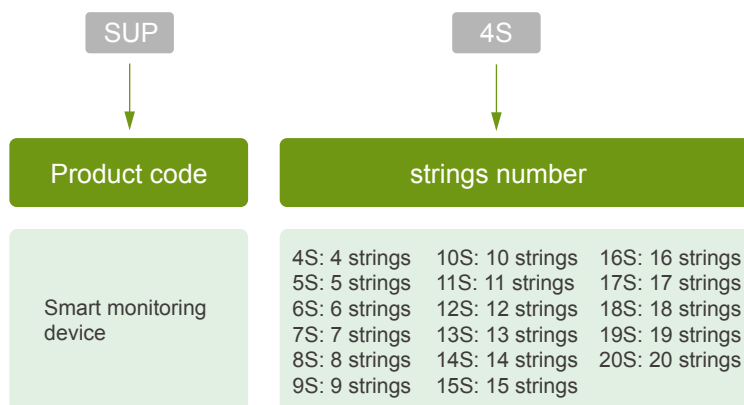 SUP
4S
Product code
strings number
Smart monitoring
device
4S: 4 strings
5S: 5 strings
6S: 6 strings
7S: 7 strings
8S: 8 strings
9S: 9 strings
10S: 10 strings
11S: 11 strings
12S: 12 strings
13S: 13 strings
14S: 14 strings
15S: 15 strings
16S: 16 strings
17S: 17 strings
18S: 18 strings
19S: 19 strings
20S: 20 strings